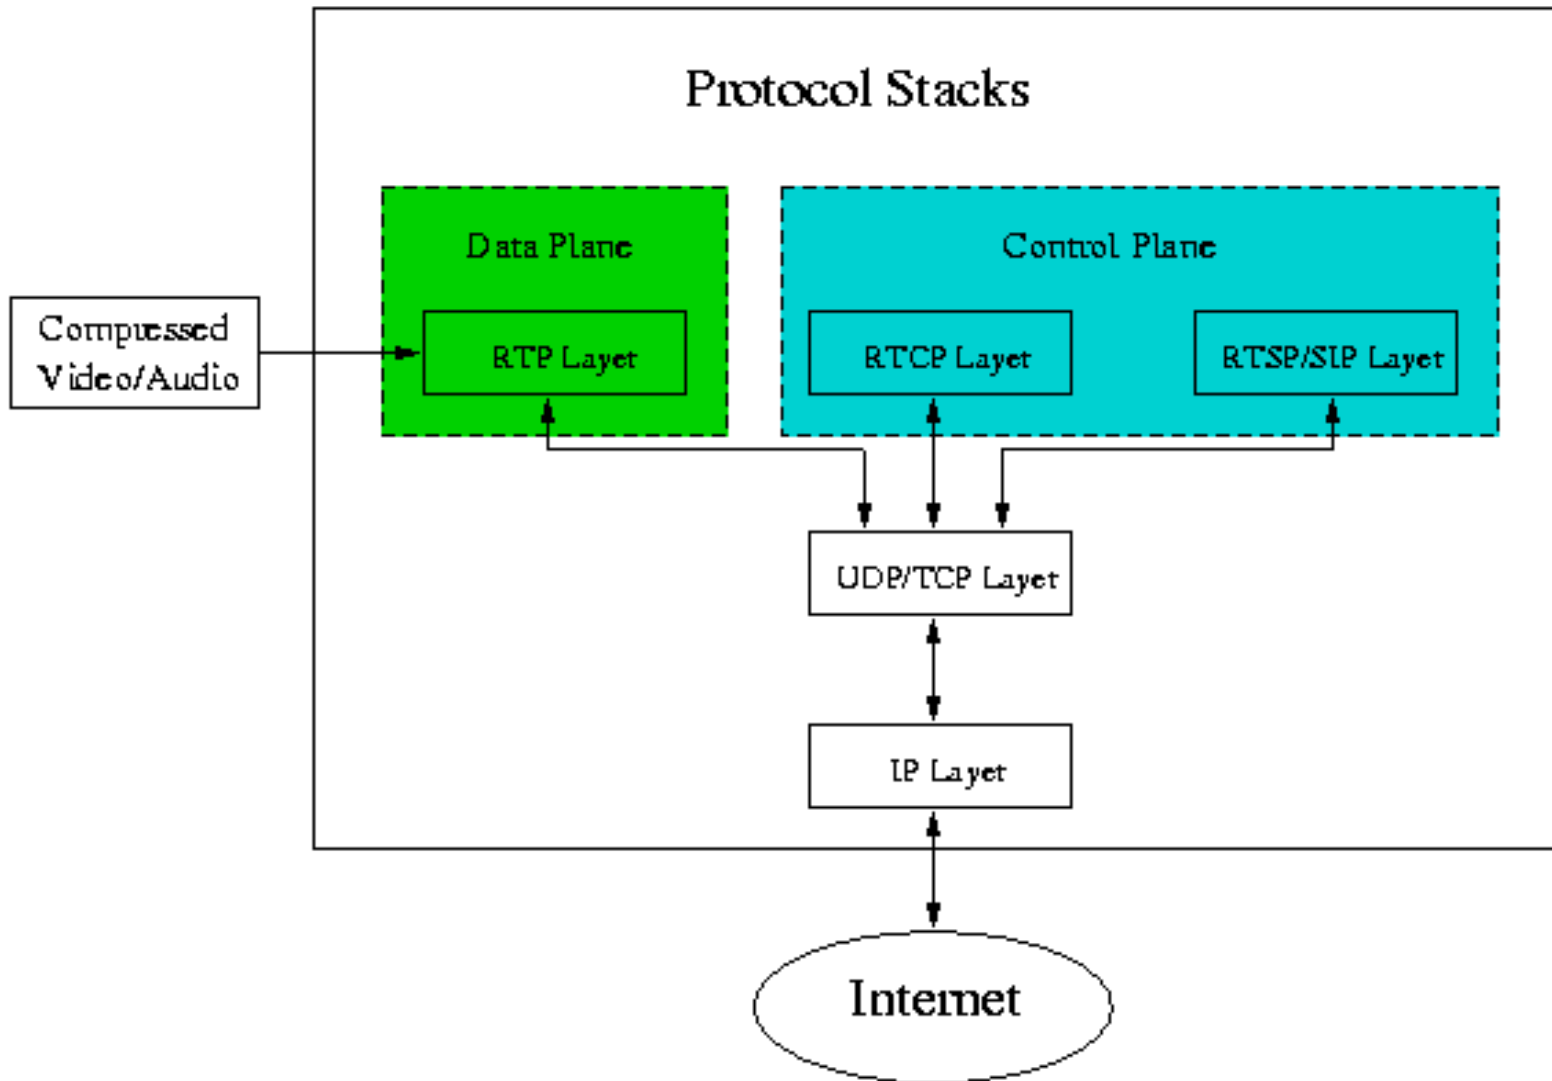 Protocol Stacks
Data Plane
Control Plane
Compressed
Video/Audio
RTP Layer
RTCP Layer
RTSP/SIP Layer
UDP/TCP Layer
IP Layer
Internet